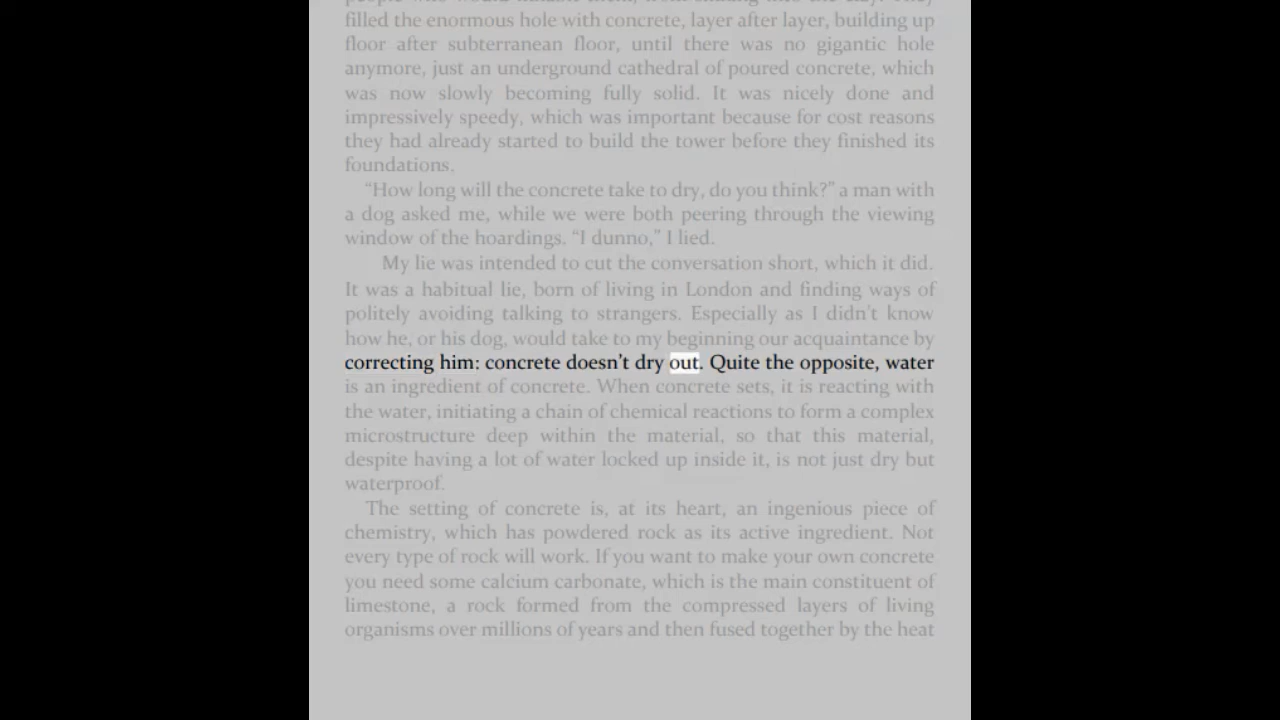 people who would inhabit them, from sinking into the clay. They
filled the enormous hole with concrete, layer after layer, building up
floor after subterranean floor, until there was no gigantic hole
anymore, just an underground cathedral of poured concrete, which
was now slowly becoming fully solid. It was nicely done and
impressively speedy, which was important because for cost reasons
they had already started to build the tower before they finished its
foundations.
“How long will the concrete take to dry, do you think?” a man with
a dog asked me, while we were both peering through the viewing
window of the hoardings. “I dunno,” I lied.
My lie was intended to cut the conversation short, which it did.
It was a habitual lie, born of living in London and finding ways of
politely avoiding talking to strangers. Especially as I didn’t know
how he, or his dog, would take to my beginning our acquaintance by
correcting him: concrete doesn’t dry out. Quite the opposite, water
is an ingredient of concrete. When concrete sets, it is reacting with
the water, initiating a chain of chemical reactions to form a complex
microstructure deep within the material, so that this material,
despite having a lot of water locked up inside it, is not just dry but
waterproof.
The setting of concrete is, at its heart, an ingenious piece of
chemistry, which has powdered rock as its active ingredient. Not
every type of rock will work. If you want to make your own concrete
you need some calcium carbonate, which is the main constituent of
limestone, a rock formed from the compressed layers of living
organisms over millions of years and then fused together by the heat